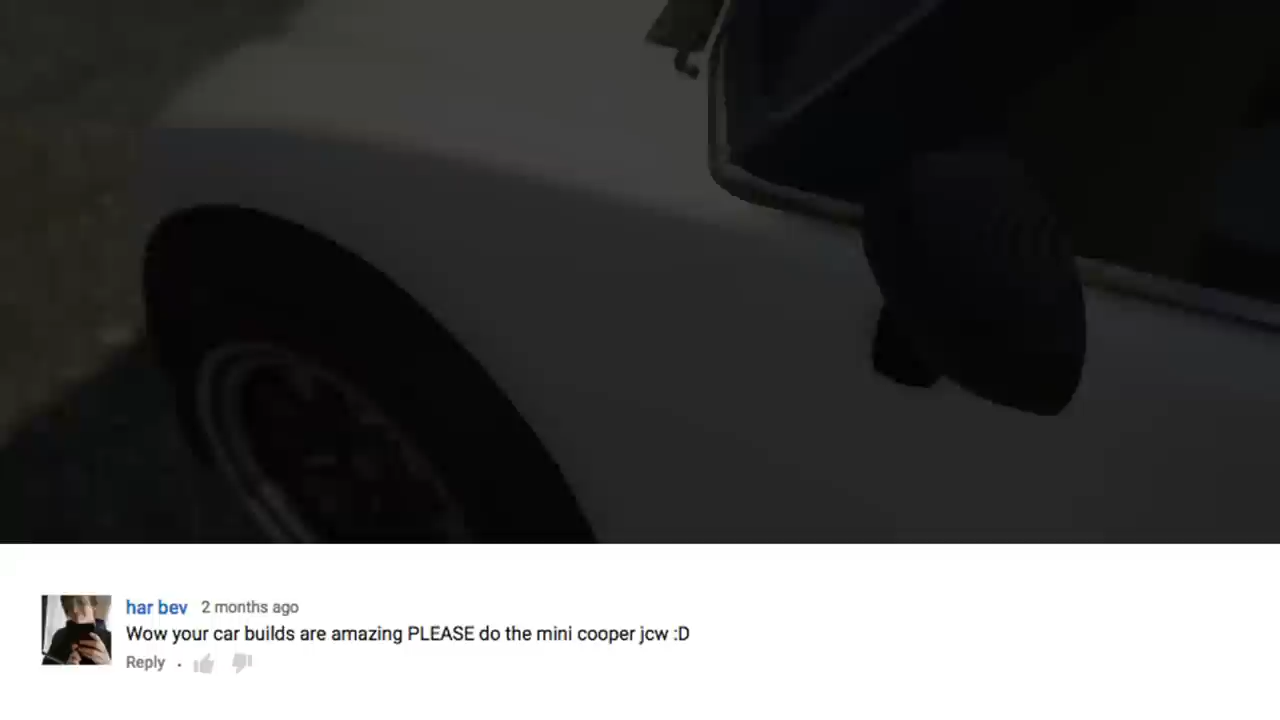 har bev 2 months ago
Wow your car builds are amazing PLEASE do the mini cooper jcw :D
Reply .